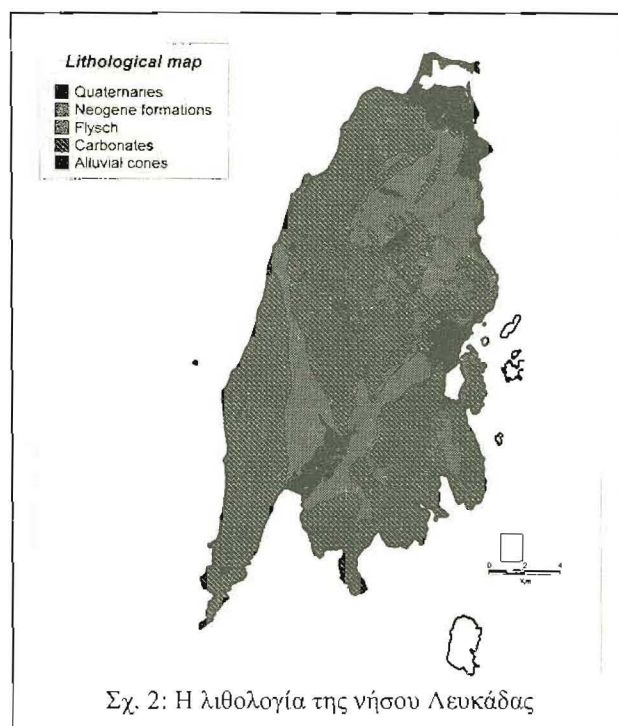 Lithological map
Quaternaries
Neogene formations
Flysch
Carbonates
Alluvial cones
0 2 4
Km
Σχ. 2: Η λιθολογία της νήσου Λευκάδας